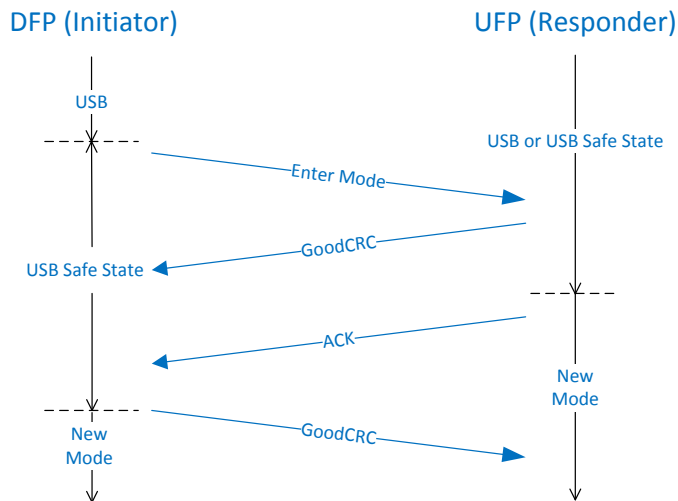 DFP (Initiator)
UFP (Responder)
USB
USB or USB Safe State
Enter Mode
GoodCRC
USB Safe State
ACK
New
Mode
New
Mode
GoodCRC